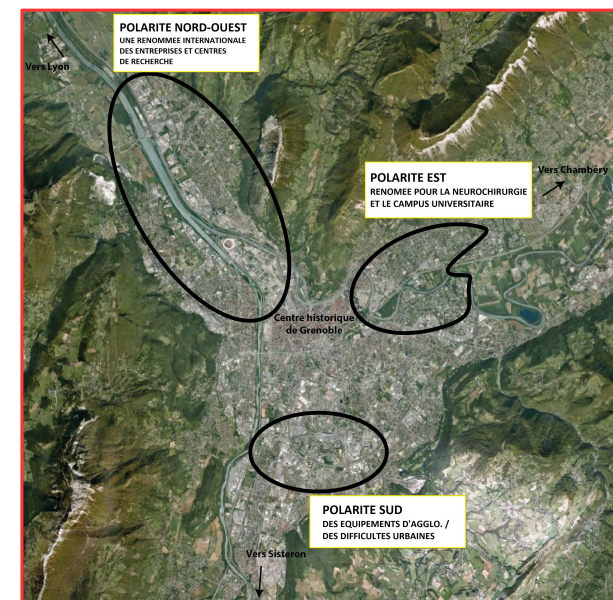 POLARITE NORD-OUEST
UNE RENOMMEE INTERNATIONALE
DES ENTREPRISES ET CENTRES
DE RECHERCHE
Vers Lyon
POLARITE EST
RENOMEE POUR LA NEUROCHIRURGIE
ET LE CAMPUS UNIVERSITAIRE
Vers Chambéry
Centre historique
de Grenoble
POLARITE SUD
DES EQUIPEMENTS D'AGGLO. /
DES DIFFICULTES URBAINES
Vers Sisteron